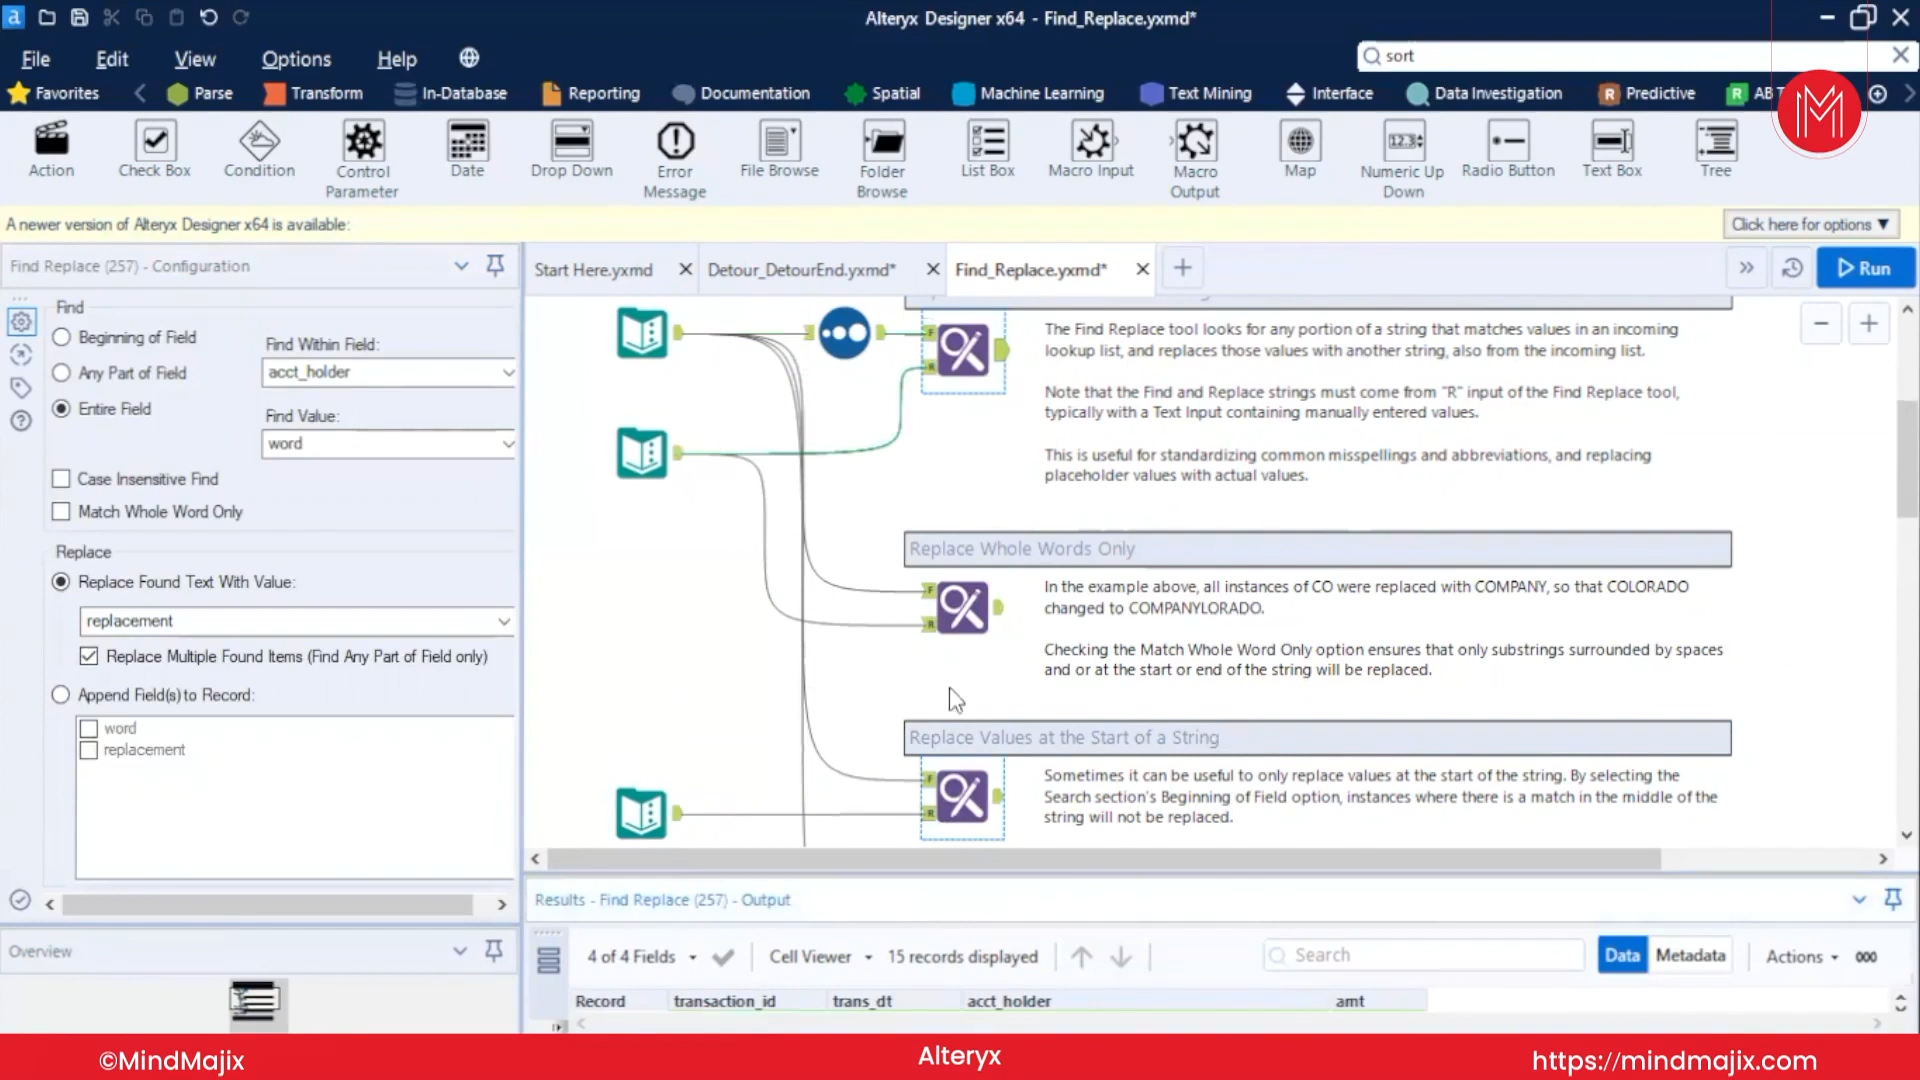 Alteryx Designer x64 - Find_Replace.yxmd*
File Edit View Options Help
sort
Favorites Parse Transform In-Database Reporting Documentation Spatial Machine Learning Text Mining Interface Data Investigation Predictive AB
Action Check Box Condition Control Parameter Date Drop Down Error Message File Browse Folder Browse List Box Macro Input Macro Output Map Numeric Up Down Radio Button Text Box Tree
A newer version of Alteryx Designer x64 is available:
Click here for options
Find Replace (257) - Configuration
Find
Beginning of Field
Find Within Field:
Any Part of Field
acct_holder
Entire Field
Find Value:
word
Case Insensitive Find
Match Whole Word Only
Replace
Replace Found Text With Value:
replacement
Replace Multiple Found Items (Find Any Part of Field only)
Append Field(s) to Record:
word
replacement
Overview
Start Here.yxmd Detour_DetourEnd.yxmd* Find_Replace.yxmd*
Run
The Find Replace tool looks for any portion of a string that matches values in an incoming
lookup list, and replaces those values with another string, also from the incoming list.
Note that the Find and Replace strings must come from "R" input of the Find Replace tool,
typically with a Text Input containing manually entered values.
This is useful for standardizing common misspellings and abbreviations, and replacing
placeholder values with actual values.
Replace Whole Words Only
In the example above, all instances of CO were replaced with COMPANY, so that COLORADO
changed to COMPANYLORADO.
Checking the Match Whole Word Only option ensures that only substrings surrounded by spaces
and or at the start or end of the string will be replaced.
Replace Values at the Start of a String
Sometimes it can be useful to only replace values at the start of the string. By selecting the
Search section's Beginning of Field option, instances where there is a match in the middle of the
string will not be replaced.
Results - Find Replace (257) - Output
4 of 4 Fields Cell Viewer 15 records displayed Search Data Metadata Actions 000
Record transaction_id trans_dt acct_holder amt
©MindMajix
Alteryx
https://mindmajix.com